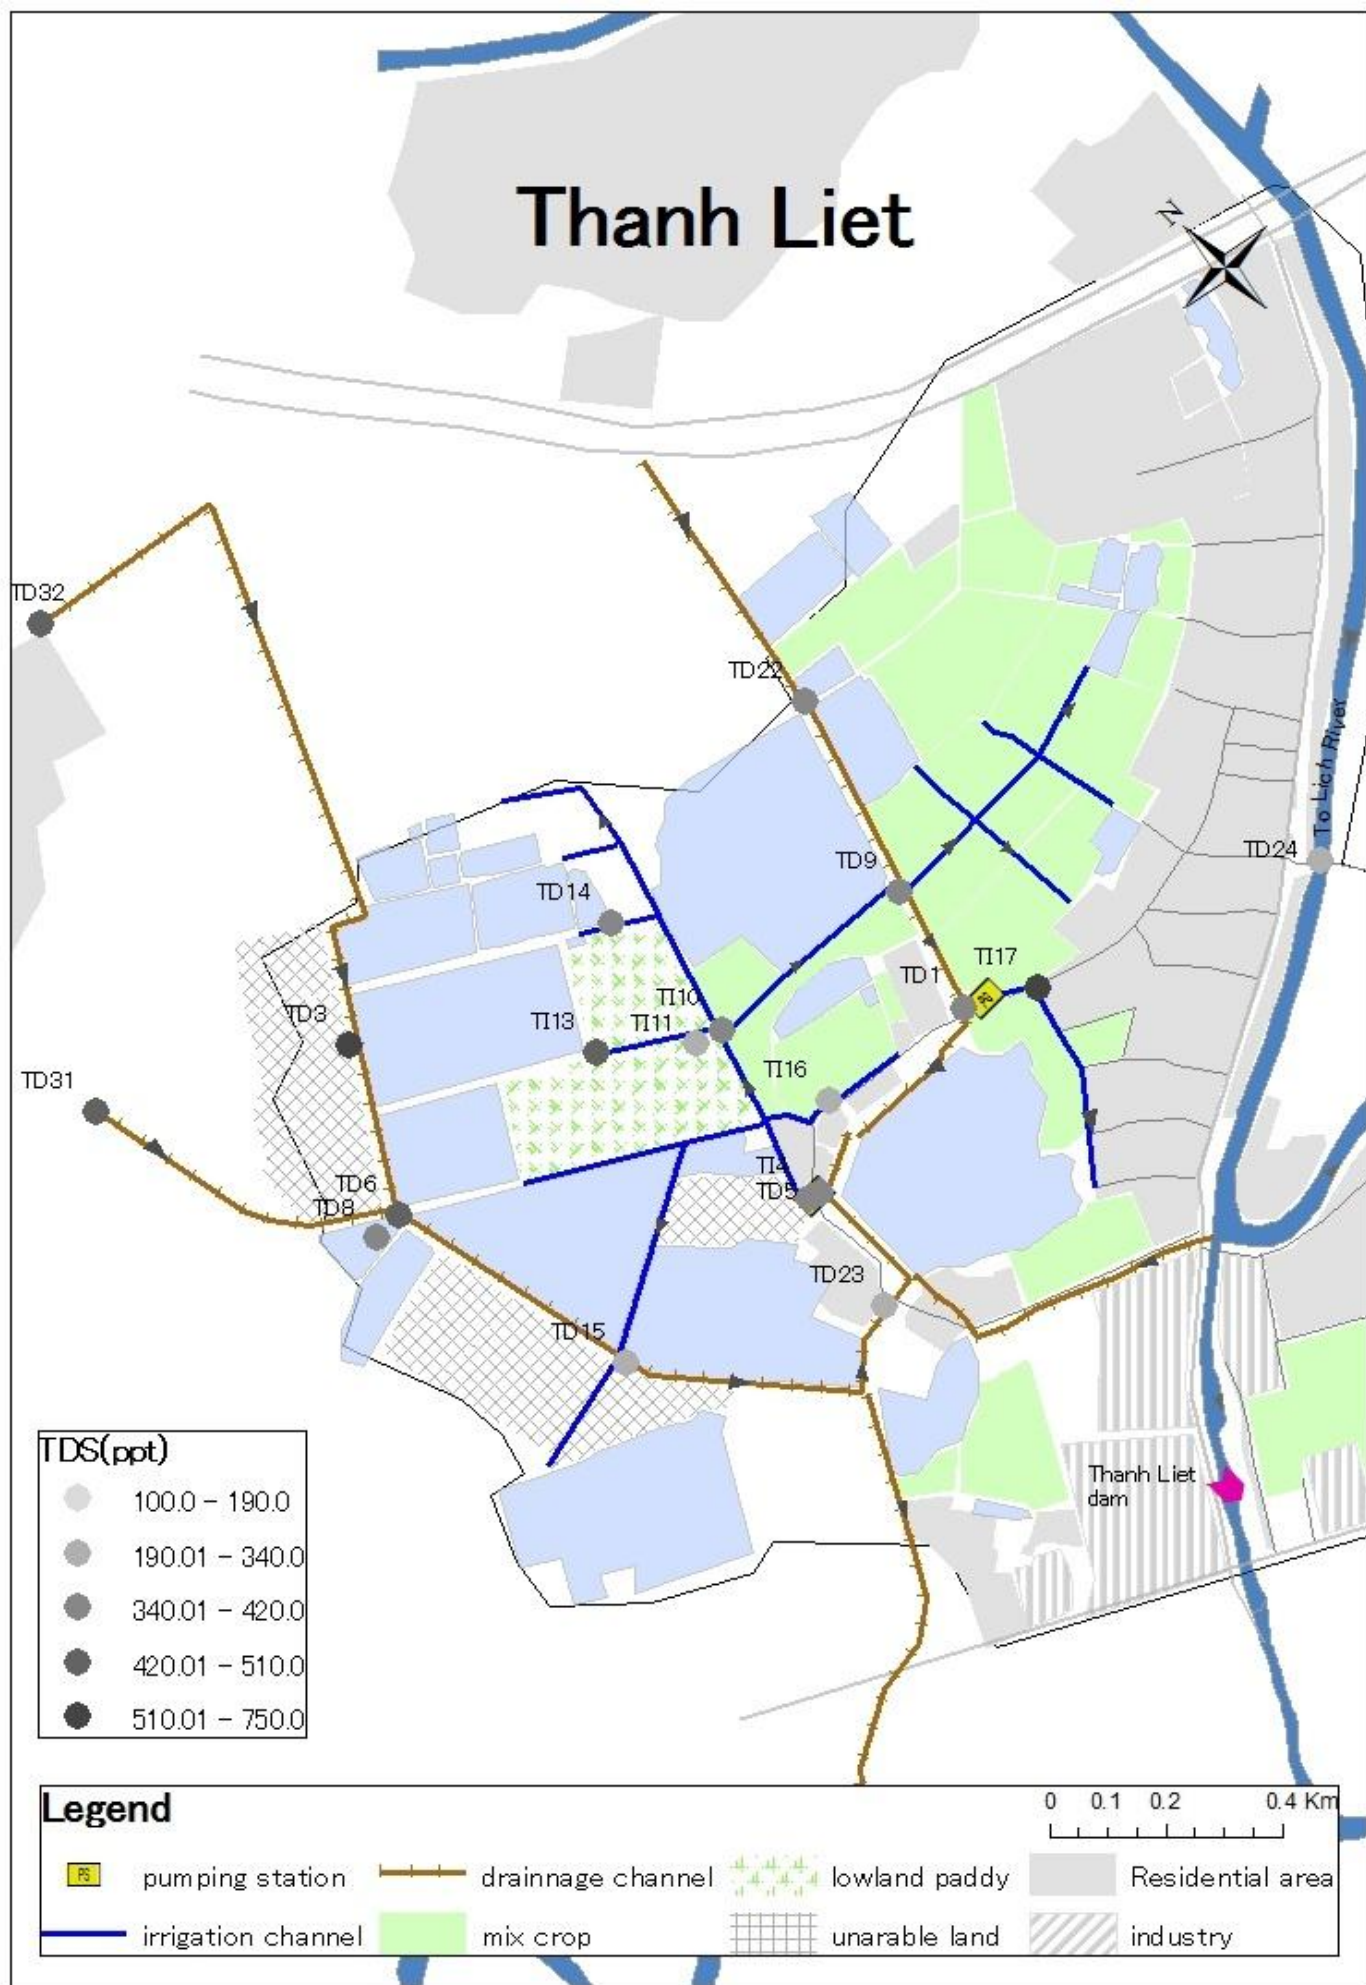 Thanh Liet
N
TD32
TD22
To Lich River
TD9
TD24
TD14
TI17
TD1
TI10
TI13
TI11
TD3
TI16
TD31
TI4
TD6
TD5
TD8
TD23
TD15
TDS(ppt)
100.0 - 190.0
190.01 - 340.0
340.01 - 420.0
420.01 - 510.0
510.01 - 750.0
Thanh Liet
dam
PS
Legend
0 0.1 0.2 0.4 Km
PS pumping station drainnage channel lowland paddy Residential area
irrigation channel mix crop unarable land industry